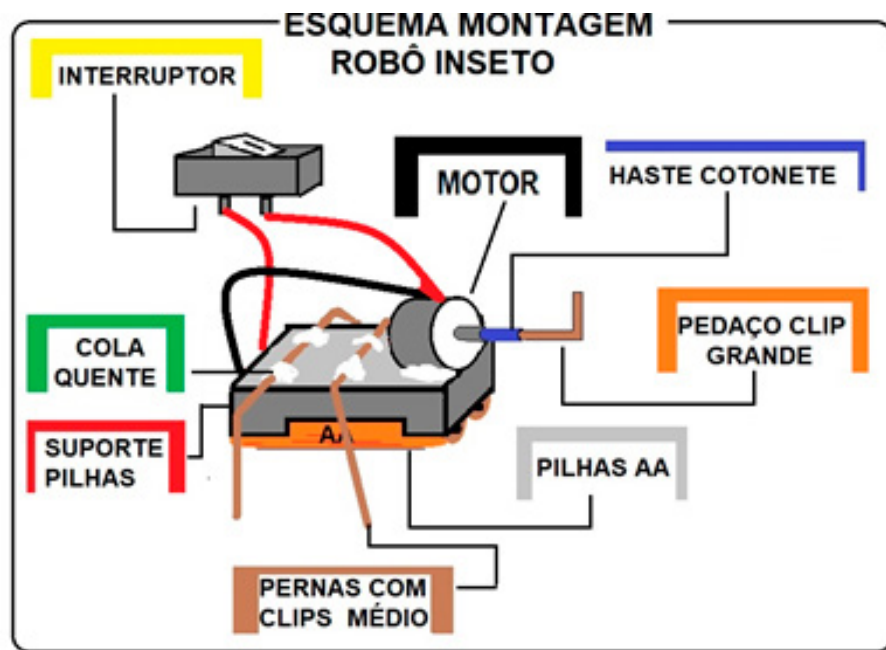 ESQUEMA MONTAGEM
ROBÔ INSETO
INTERRUPTOR
MOTOR
HASTE COTONETE
COLA
QUENTE
PEDAÇO CLIP
GRANDE
SUPORTE
PILHAS
AA
PILHAS AA
PERNAS COM
CLIPS MÉDIO